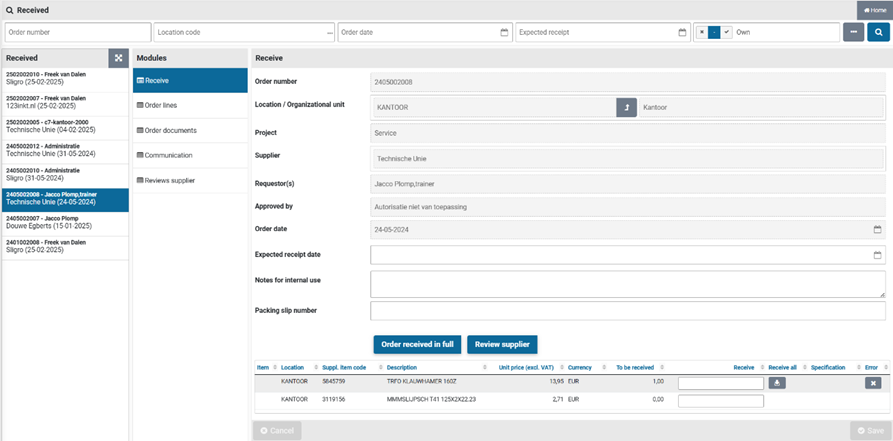 Received
Home
Order number
Location code
...
Order date
Expected receipt
-
Own
Received
2502002010 - Freek van Dalen
Sligro (25-02-2025)
2502002007 - Freek van Dalen
123inkt.nl (25-02-2025)
2502002005 - c7-kantoor-2000
Technische Unie (04-02-2025)
2405002012 - Administratie
Technische Unie (31-05-2024)
2405002010 - Administratie
Sligro (31-05-2024)
2405002008 - Jacco Plomp,trainer
Technische Unie (24-05-2024)
2405002007 - Jacco Plomp
Douwe Egberts (15-01-2025)
2401002008 - Freek van Dalen
Sligro (25-02-2025)
Modules
Receive
Order lines
Order documents
Communication
Reviews supplier
Receive
Order number 2405002008
Location / Organizational unit KANTOOR Kantoor
Project Service
Supplier Technische Unie
Requestor(s) Jacco Plomp,trainer
Approved by Autorisatie niet van toepassing
Order date 24-05-2024
Expected receipt date
Notes for internal use
Packing slip number
Order received in full Review supplier
Item Location Suppl. item code Description Unit price (excl. VAT) Currency To be received Receive Receive all Specification Error
KANTOOR 5845759 TRFO KLAUWHAMER 160Z 13,95 EUR 1,00
KANTOOR 3119156 MMMSLIJPSCH T41 125X2X22.23 2,71 EUR 0,00
Cancel Save